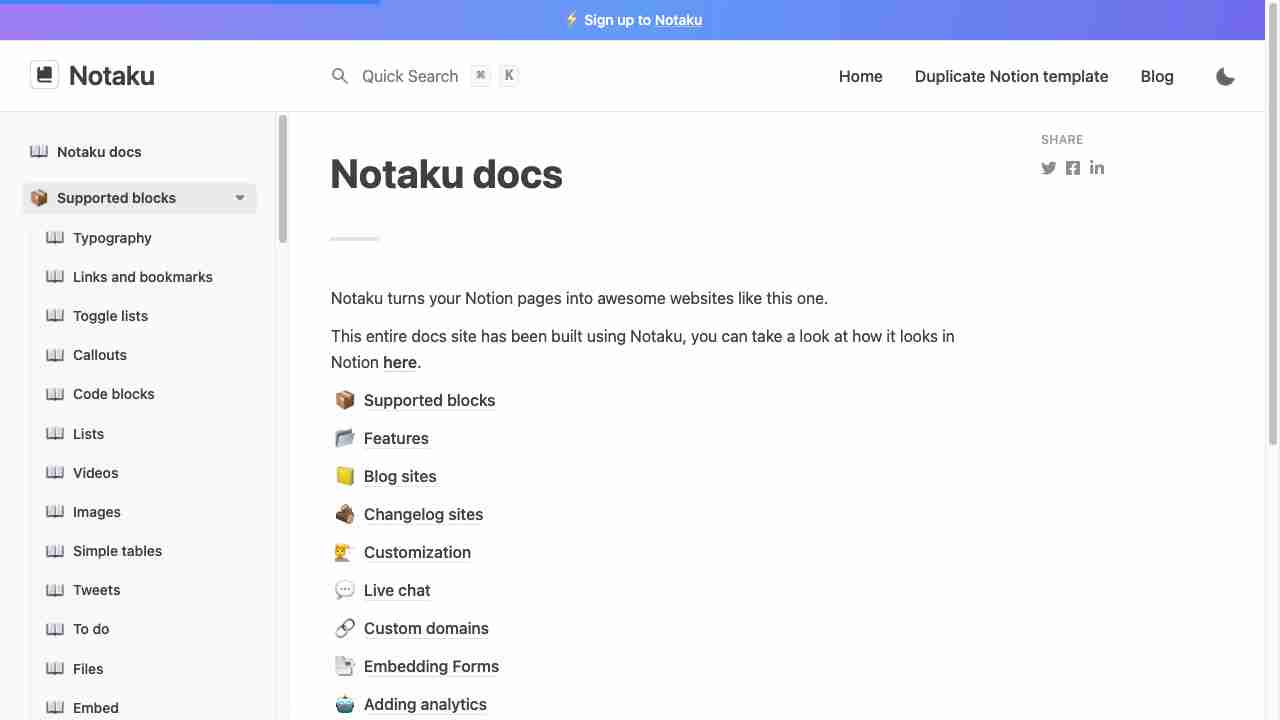 ⚡ Sign up to Notaku
Notaku
Quick Search ⌘ K
Home
Duplicate Notion template
Blog
Notaku docs
Supported blocks
Typography
Links and bookmarks
Toggle lists
Callouts
Code blocks
Lists
Videos
Images
Simple tables
Tweets
To do
Files
Embed
Notaku docs
Notaku turns your Notion pages into awesome websites like this one.
This entire docs site has been built using Notaku, you can take a look at how it looks in
Notion here.
Supported blocks
Features
Blog sites
Changelog sites
Customization
Live chat
Custom domains
Embedding Forms
Adding analytics
SHARE